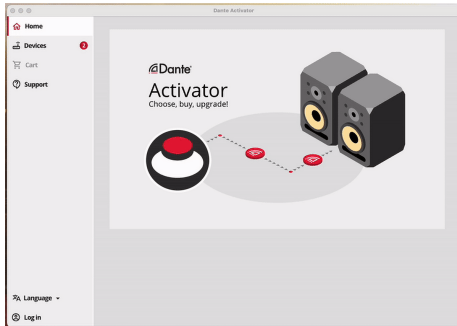 Dante Activator
Home
Devices 2
Cart
Support
Dante
Activator
Choose, buy, upgrade!
Language
Log in